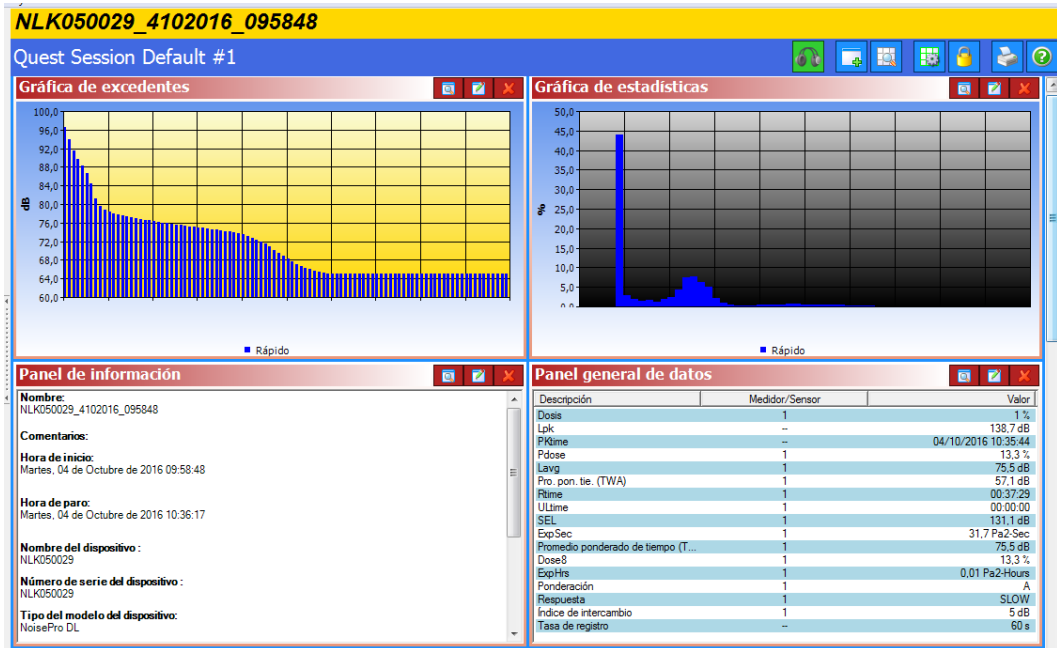 NLK050029_4102016_095848
Quest Session Default #1
Gráfica de excedentes
100,0
96,0
92,0
88,0
84,0
80,0
76,0
72,0
68,0
64,0
60,0
dB
Rápido
Gráfica de estadísticas
50,0
45,0
40,0
35,0
30,0
25,0
20,0
15,0
10,0
5,0
0,0
%
Rápido
Panel de información
Nombre:
NLK050029_4102016_095848
Comentarios:
Hora de inicio:
Martes, 04 de Octubre de 2016 09:58:48
Hora de paro:
Martes, 04 de Octubre de 2016 10:36:17
Nombre del dispositivo :
NLK050029
Número de serie del dispositivo :
NLK050029
Tipo del modelo del dispositivo:
NoisePro DL
Panel general de datos
Descripción Medidor/Sensor Valor
Dosis 1 1 %
Lpk -- 138,7 dB
PKtime -- 04/10/2016 10:35:44
Pdose 1 13,3 %
Lavg 1 75,5 dB
Pro. pon. tie. (TWA) 1 57,1 dB
Rtime 1 00:37:29
ULtime 1 00:00:00
SEL 1 131,1 dB
ExpSec 1 31,7 Pa2-Sec
Promedio ponderado de tiempo (T... 1 75,5 dB
Dose8 1 13,3 %
ExpHrs 1 0,01 Pa2-Hours
Ponderación 1 A
Respuesta 1 SLOW
Índice de intercambio 1 5 dB
Tasa de registro -- 60 s